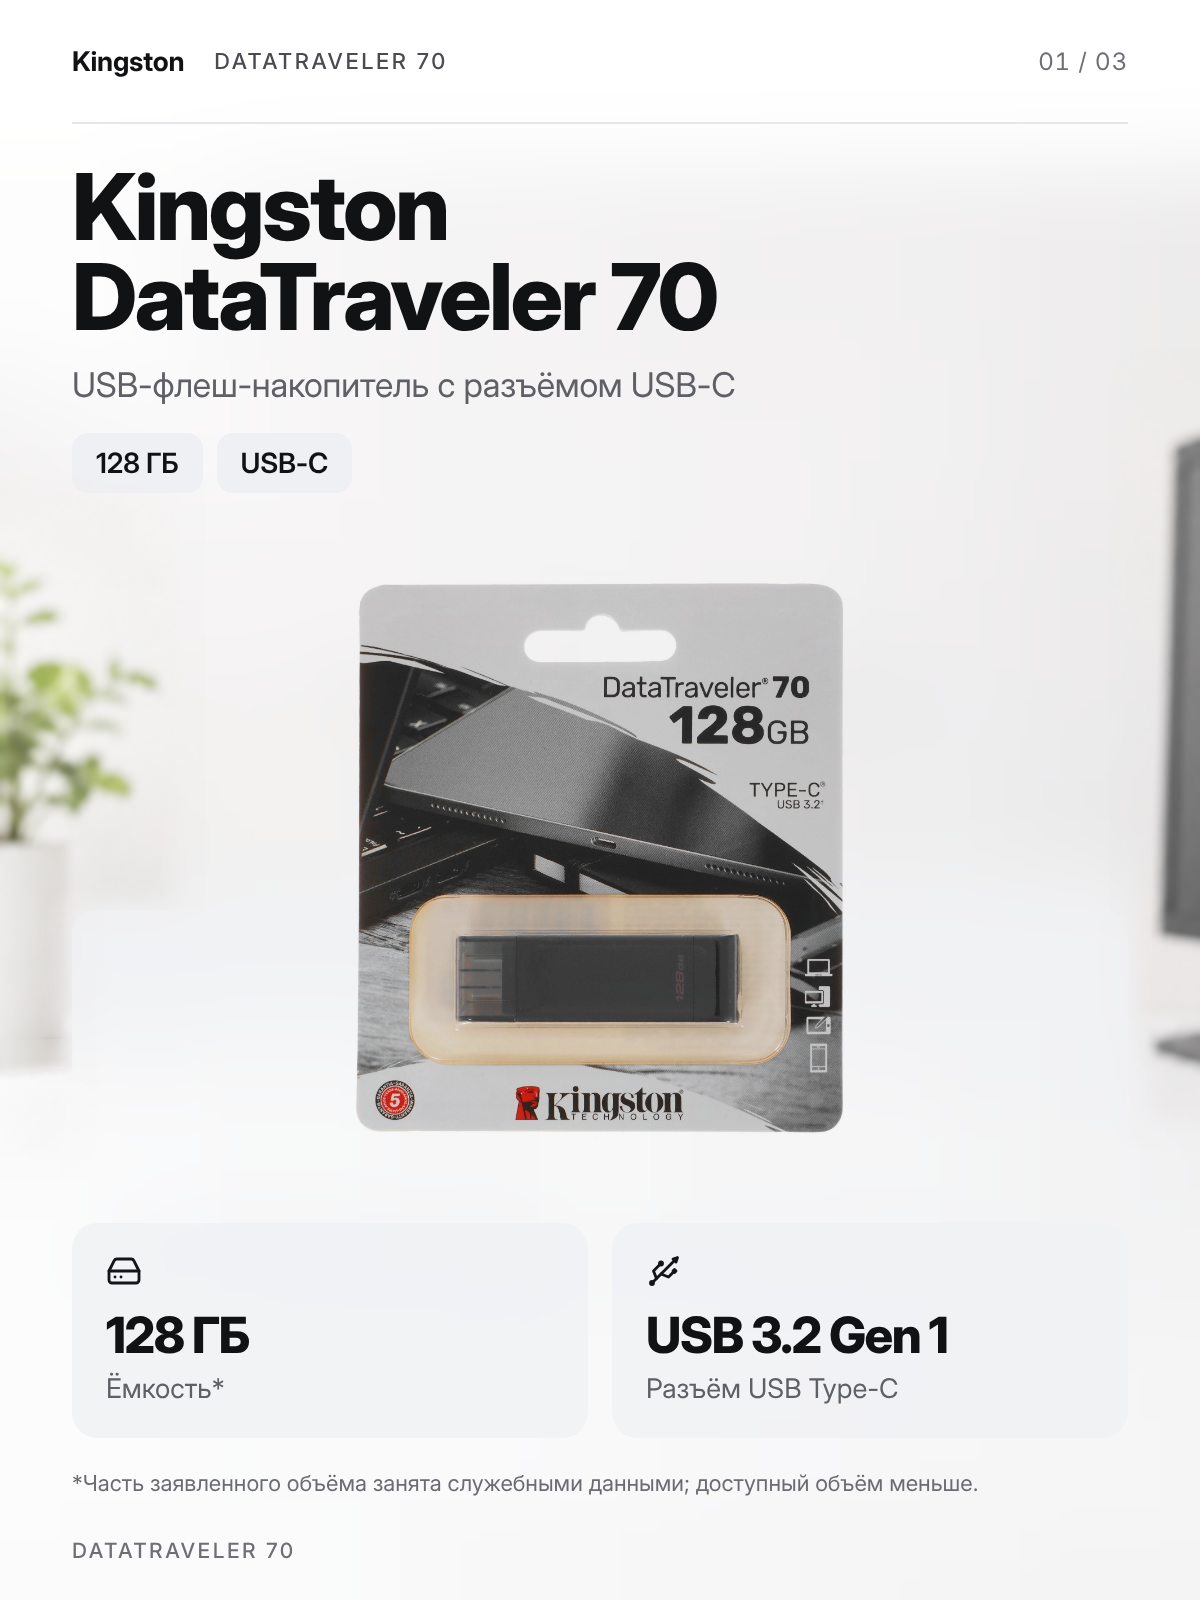 Kingston DATATRAVELER 70 01 / 03
Kingston
DataTraveler 70
USB-флеш-накопитель с разъёмом USB-C
128 ГБ USB-C
DataTraveler® 70
128GB
TYPE-C®
USB 3.2†
128GB
5
Kingston®
TECHNOLOGY
128 ГБ
Ёмкость*
USB 3.2 Gen 1
Разъём USB Type-C
*Часть заявленного объёма занята служебными данными; доступный объём меньше.
DATATRAVELER 70